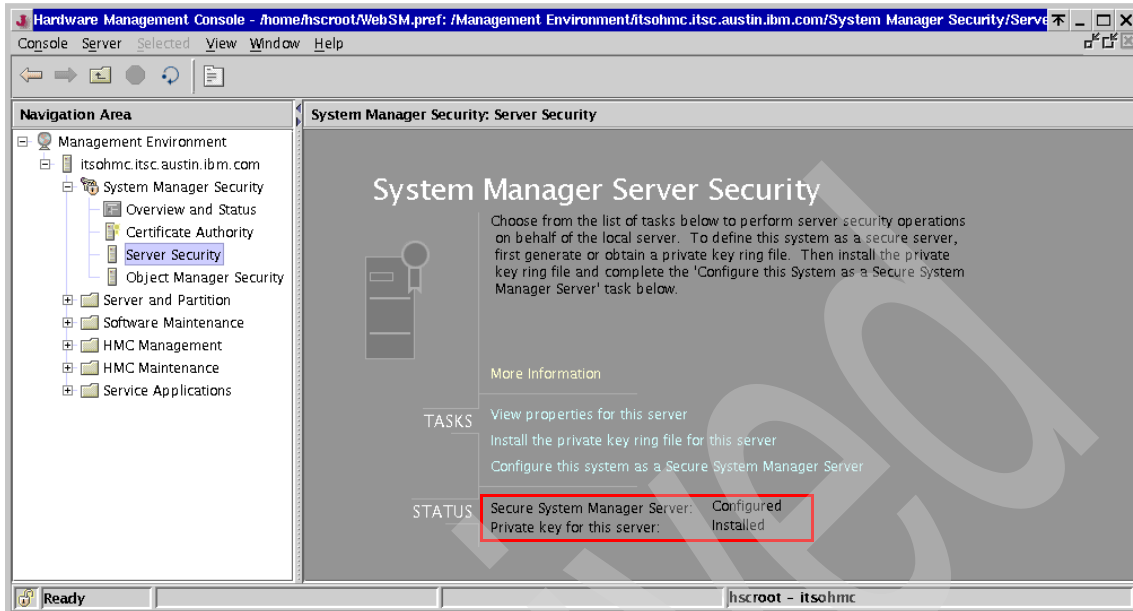 Hardware Management Console - /home/hscroot/WebSM.pref: /Management Environment/itsohmc.itsc.austin.ibm.com/System Manager Security/Serve
Console Server Selected View Window Help
Navigation Area
System Manager Security: Server Security
Management Environment
itsohmc.itsc.austin.ibm.com
System Manager Security
Overview and Status
Certificate Authority
Server Security
Object Manager Security
Server and Partition
Software Maintenance
HMC Management
HMC Maintenance
Service Applications
System Manager Server Security
Choose from the list of tasks below to perform server security operations
on behalf of the local server. To define this system as a secure server,
first generate or obtain a private key ring file. Then install the private
key ring file and complete the 'Configure this System as a Secure System
Manager Server' task below.
More Information
TASKS
View properties for this server
Install the private key ring file for this server
Configure this system as a Secure System Manager Server
STATUS
Secure System Manager Server: Configured
Private key for this server: Installed
Ready
hscroot - itsohmc